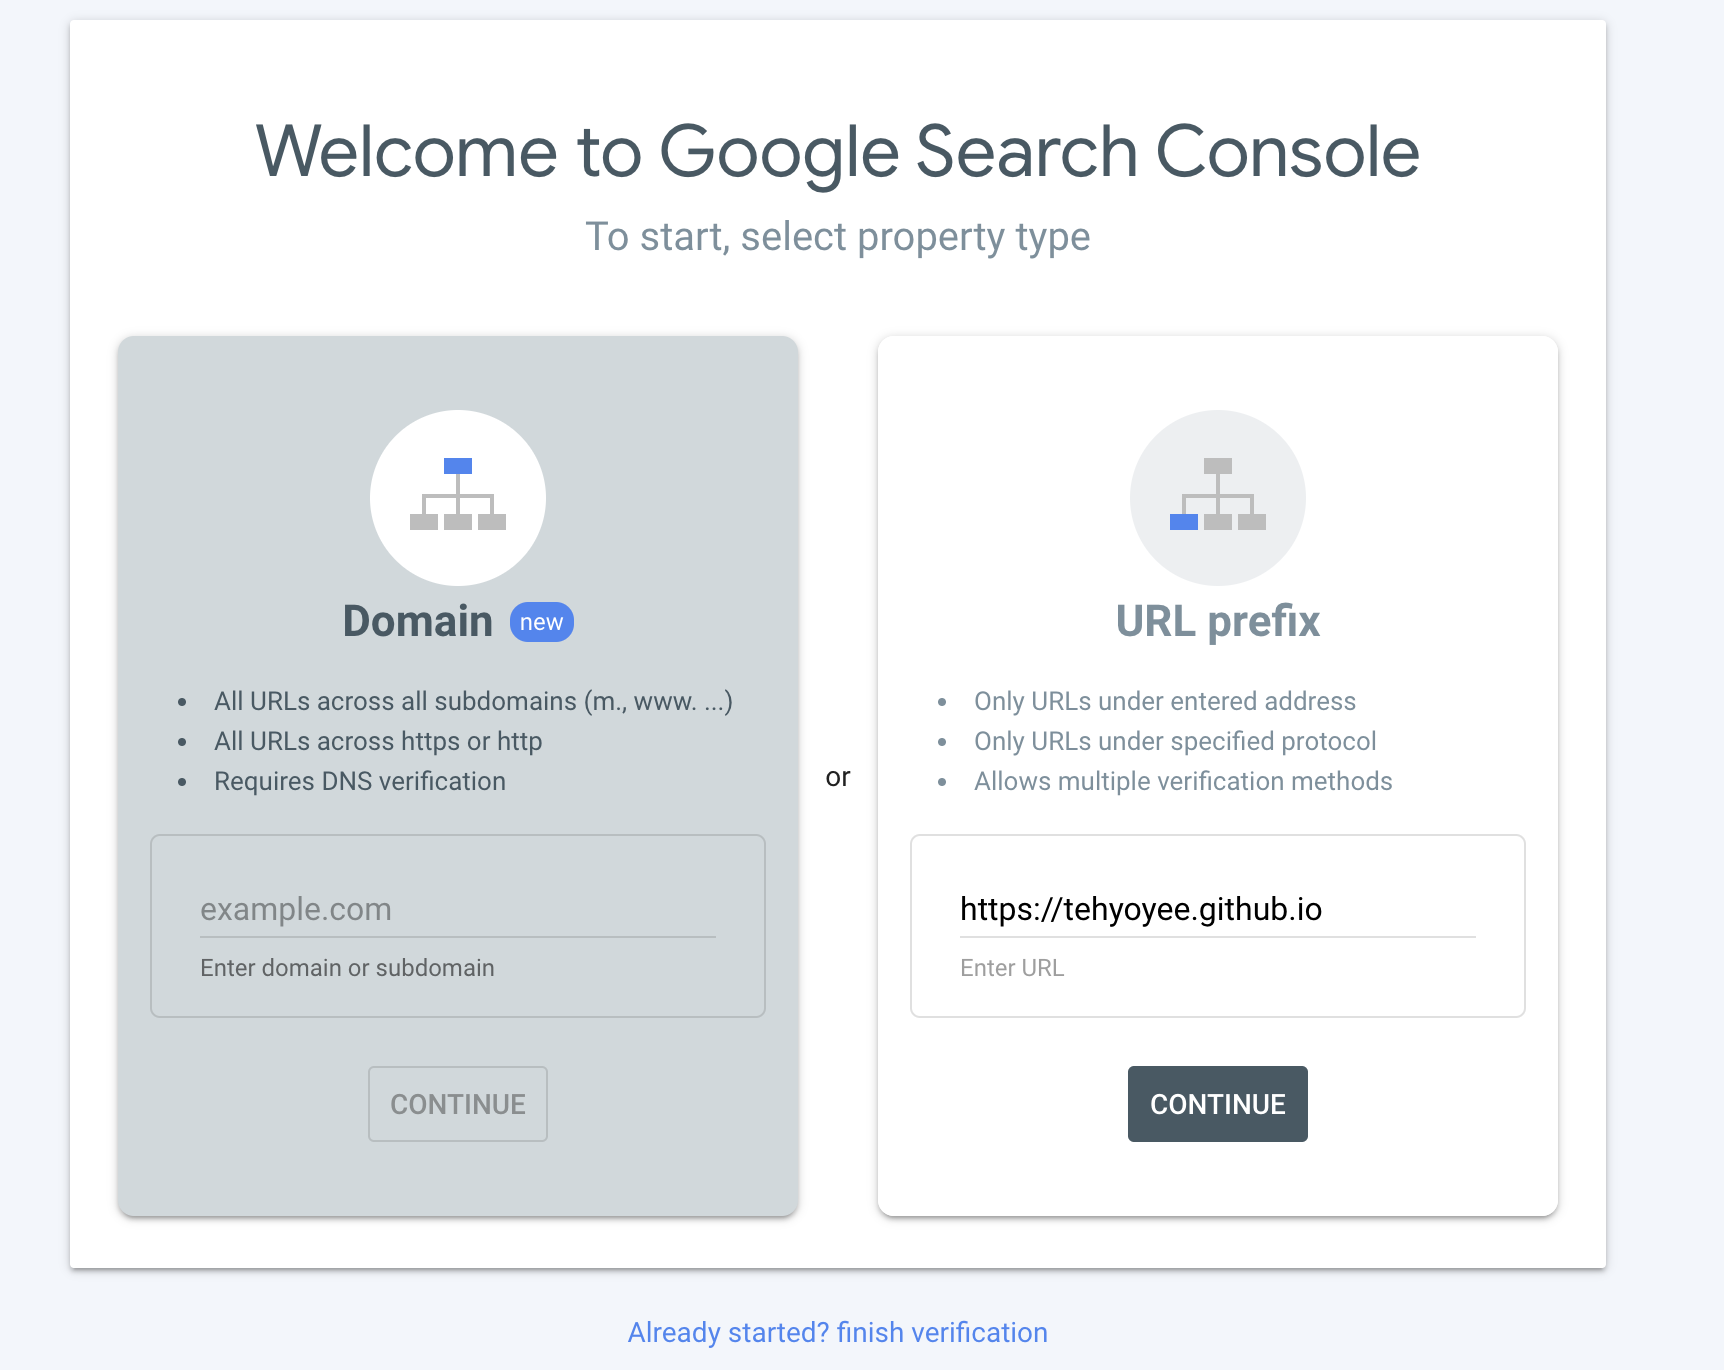 Welcome to Google Search Console
To start, select property type
Domain new
All URLs across all subdomains (m., www. ...)
All URLs across https or http
Requires DNS verification
example.com
Enter domain or subdomain
CONTINUE
or
URL prefix
Only URLs under entered address
Only URLs under specified protocol
Allows multiple verification methods
https://tehyoyee.github.io
Enter URL
CONTINUE
Already started? finish verification